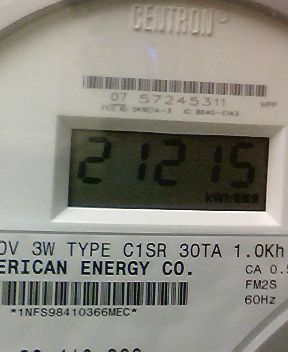 CENTRON
07 57245311
21215
kWh
0V 3W TYPE C1SR 30TA 1.0Kh
ERICAN ENERGY CO.
CA 0.5
FM2S
60Hz
*1NFS98410366MEC*